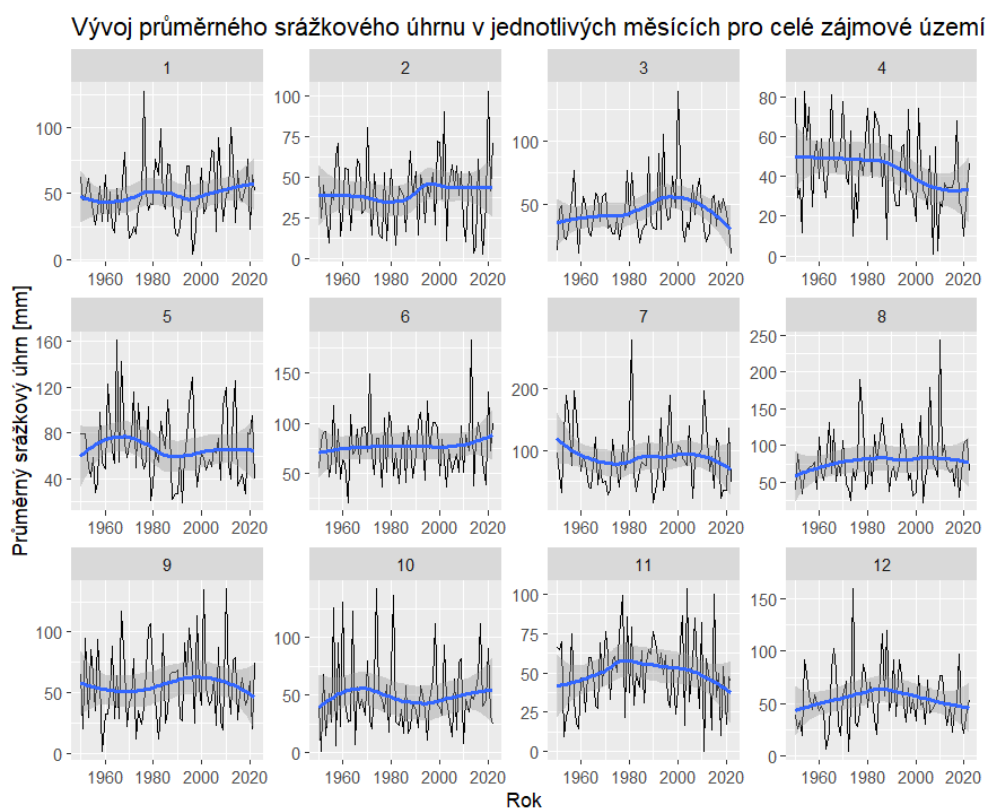 Vývoj průměrného srážkového úhrnu v jednotlivých měsících pro celé zájmové území
1 2 3 4
100 50 0
100 75 50 25 0
100 50
80 60 40 20 0
1960 1980 2000 2020 1960 1980 2000 2020 1960 1980 2000 2020 1960 1980 2000 2020
Průměrný srážkový úhrn [mm]
5 6 7 8
160 120 80 40
150 100 50
200 100
250 200 150 100 50
1960 1980 2000 2020 1960 1980 2000 2020 1960 1980 2000 2020 1960 1980 2000 2020
9 10 11 12
100 50 0
100 50 0
100 75 50 25 0
150 100 50 0
1960 1980 2000 2020 1960 1980 2000 2020 1960 1980 2000 2020 1960 1980 2000 2020
Rok